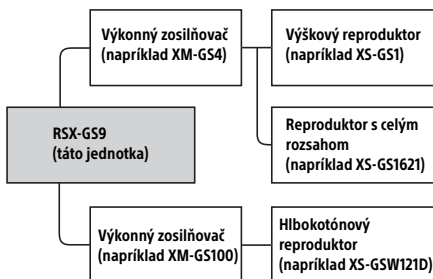 Výkonný zosilňovač
(napríklad XM-GS4)
Výškový reproduktor
(napríklad XS-GS1)
RSX-GS9
(táto jednotka)
Reproduktor s celým
rozsahom
(napríklad XS-GS1621)
Výkonný zosilňovač
(napríklad XM-GS100)
Hlbokotónový
reproduktor
(napríklad XS-GSW121D)